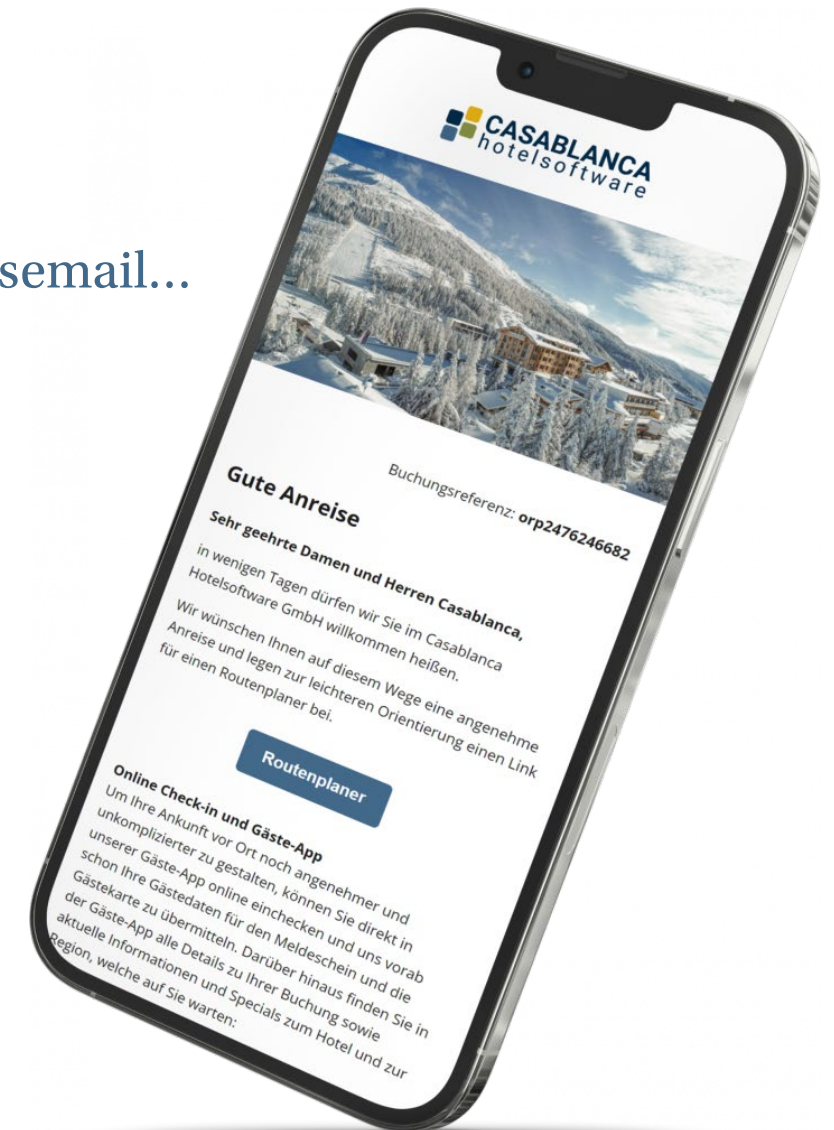 semail...
CASABLANCA
hotelsoftware
Buchungsreferenz: orp2476246682
Gute Anreise
Sehr geehrte Damen und Herren Casablanca,
in wenigen Tagen dürfen wir Sie im Casablanca
Hotelsoftware GmbH willkommen heißen.
Wir wünschen Ihnen auf diesem Wege eine angenehme
Anreise und legen zur leichteren Orientierung einen Link
für einen Routenplaner bei.
Routenplaner
Online Check-in und Gäste-App
Um Ihre Ankunft vor Ort noch angenehmer und
unkomplizierter zu gestalten, können Sie direkt in
unserer Gäste-App online einchecken und uns vorab
schon Ihre Gästedaten für den Meldeschein und die
Gästekarte zu übermitteln. Darüber hinaus finden Sie in
der Gäste-App alle Details zu Ihrer Buchung sowie
aktuelle Informationen und Specials zum Hotel und zur
Region, welche auf Sie warten: